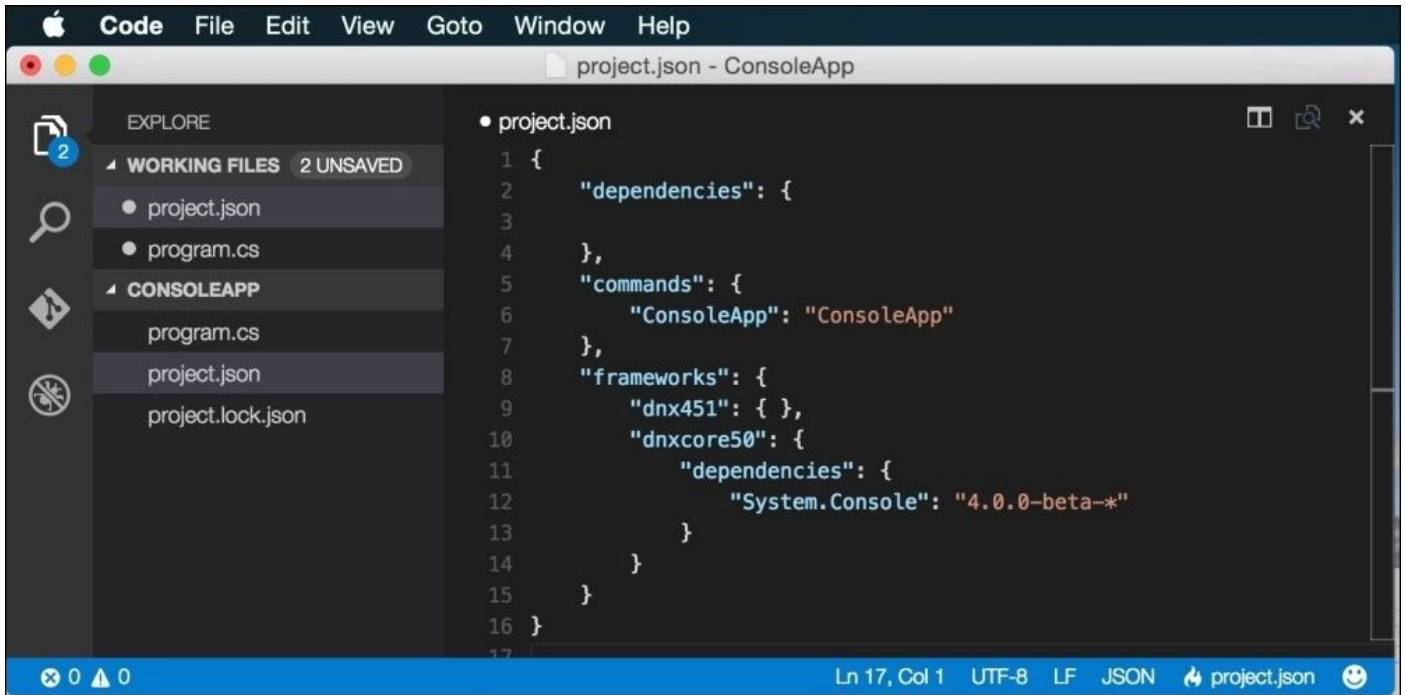 Code File Edit View Goto Window Help
project.json - ConsoleApp
EXPLORE
2
WORKING FILES 2 UNSAVED
project.json
program.cs
CONSOLEAPP
program.cs
project.json
project.lock.json
project.json
1 {
2 "dependencies": {
3
4 },
5 "commands": {
6 "ConsoleApp": "ConsoleApp"
7 },
8 "frameworks": {
9 "dnx451": { },
10 "dnxcore50": {
11 "dependencies": {
12 "System.Console": "4.0.0-beta-*"
13 }
14 }
15 }
16 }
17
0 0 Ln 17, Col 1 UTF-8 LF JSON project.json